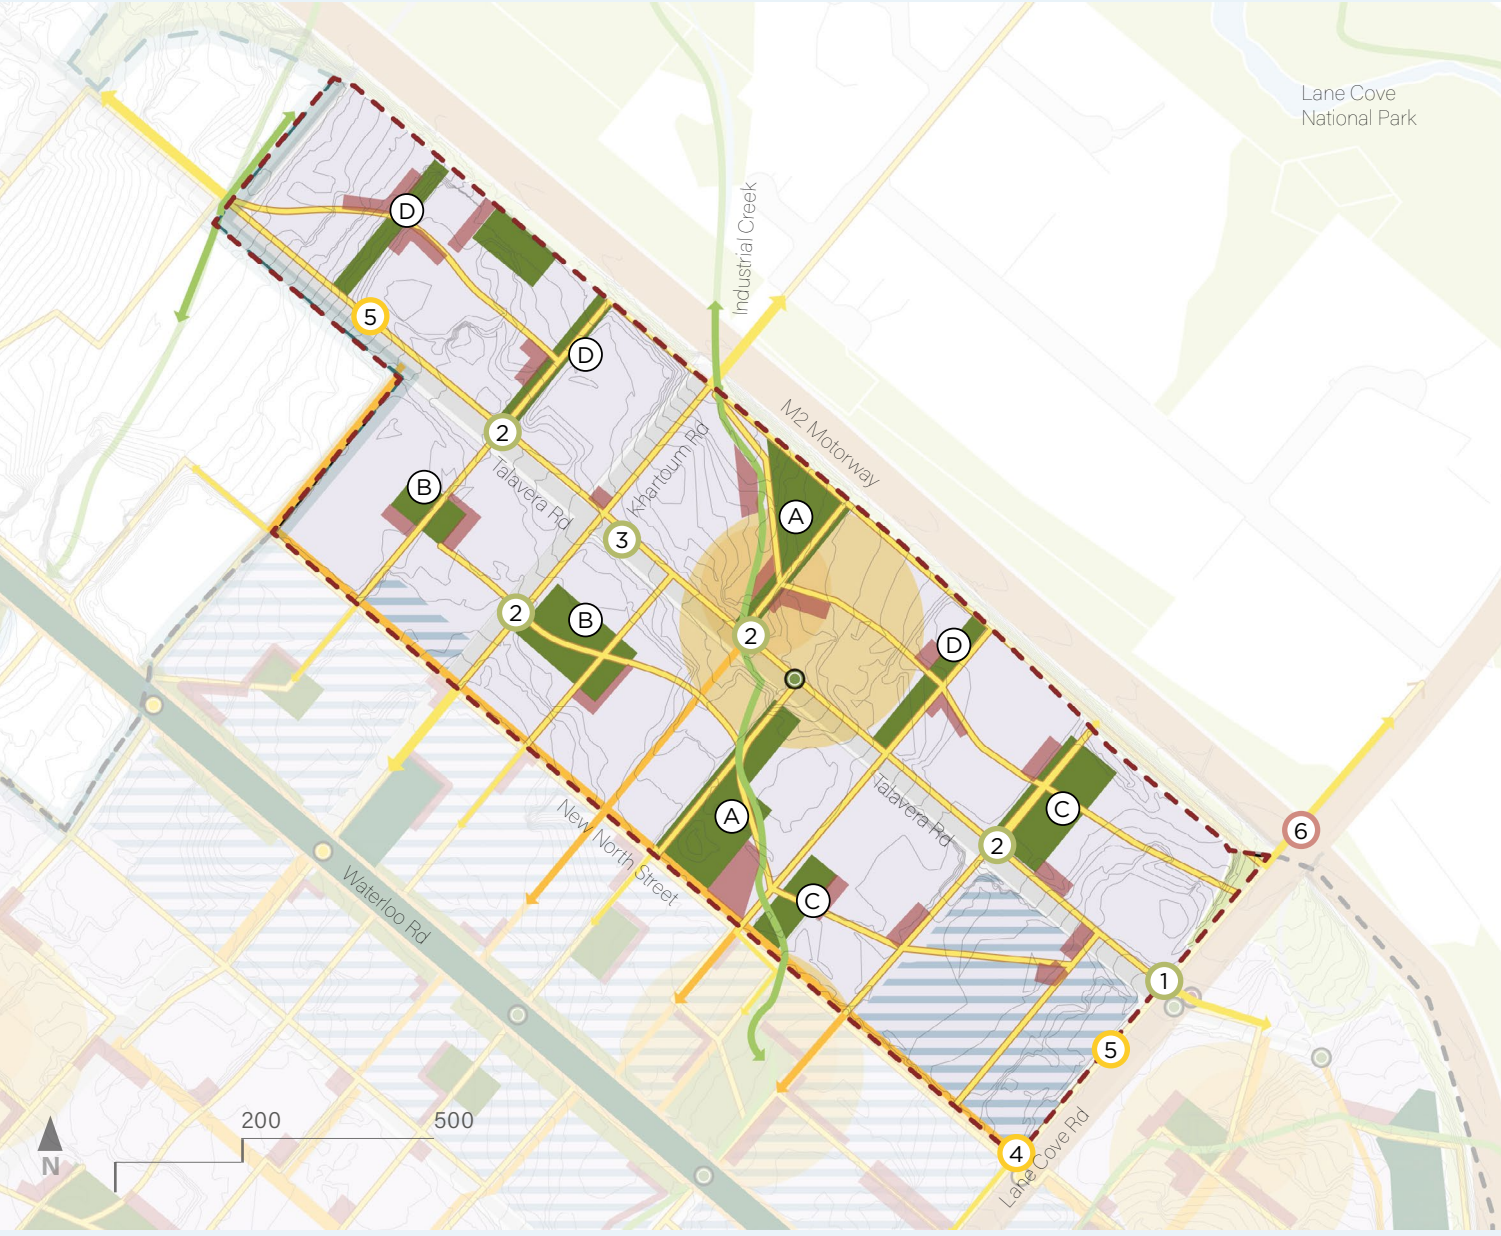 Lane Cove
National Park
Industrial Creek
D
5
D
M2 Motorway
2
Khartoum Rd
B
Talavera Rd
A
3
2
B
2
D
A
Talavera Rd
C
6
2
New North Street
Waterloo Rd
C
1
5
200
500
4
Lane Cove Rd
N